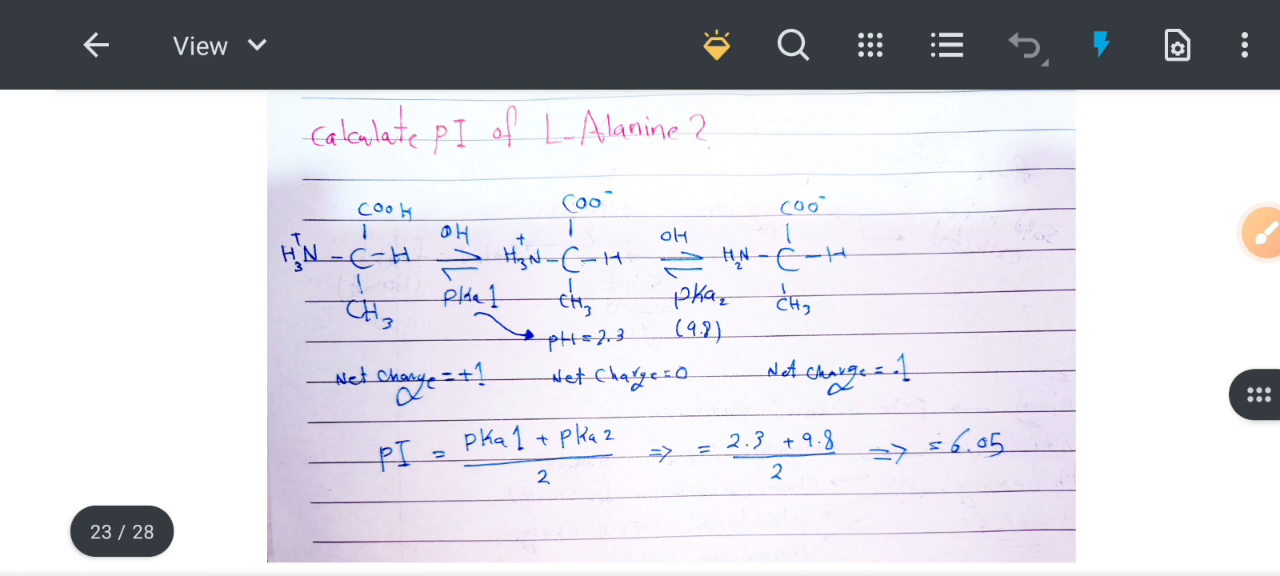 View
Calculate pI of L-Alanine?
COOH COO⁻ COO⁻
| OH | OH |
H₃N⁺ - C - H ⇌ H₃N⁺ - C - H ⇌ H₂N - C - H
| pKa 1 | pKa₂ |
CH₃ CH₃ CH₃
pH = 2.3 (9.8)
Net Charge = +1 Net Charge = 0 Net charge = -1
pI = pKa 1 + pKa 2 / 2 => = 2.3 + 9.8 / 2 => = 6.05
23 / 28